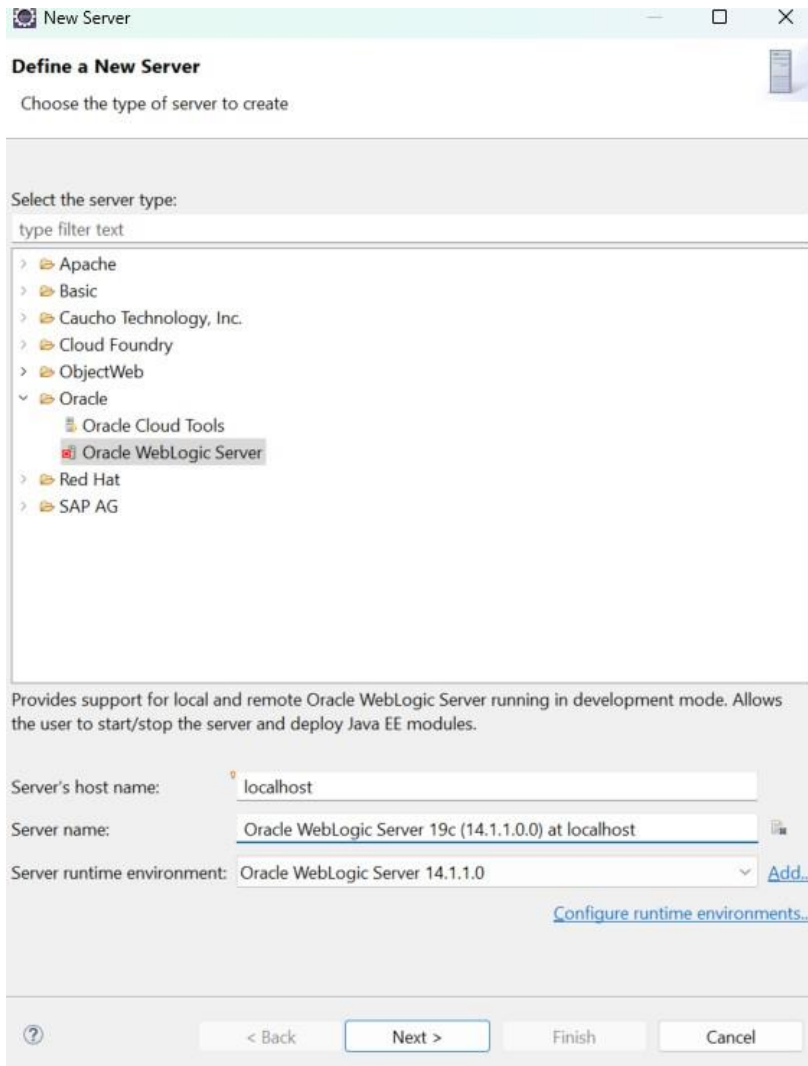 New Server
Define a New Server
Choose the type of server to create
Select the server type:
type filter text
Apache
Basic
Caucho Technology, Inc.
Cloud Foundry
ObjectWeb
Oracle
Oracle Cloud Tools
Oracle WebLogic Server
Red Hat
SAP AG
Provides support for local and remote Oracle WebLogic Server running in development mode. Allows
the user to start/stop the server and deploy Java EE modules.
Server's host name: localhost
Server name: Oracle WebLogic Server 19c (14.1.1.0.0) at localhost
Server runtime environment: Oracle WebLogic Server 14.1.1.0 Add..
Configure runtime environments..
? < Back Next > Finish Cancel